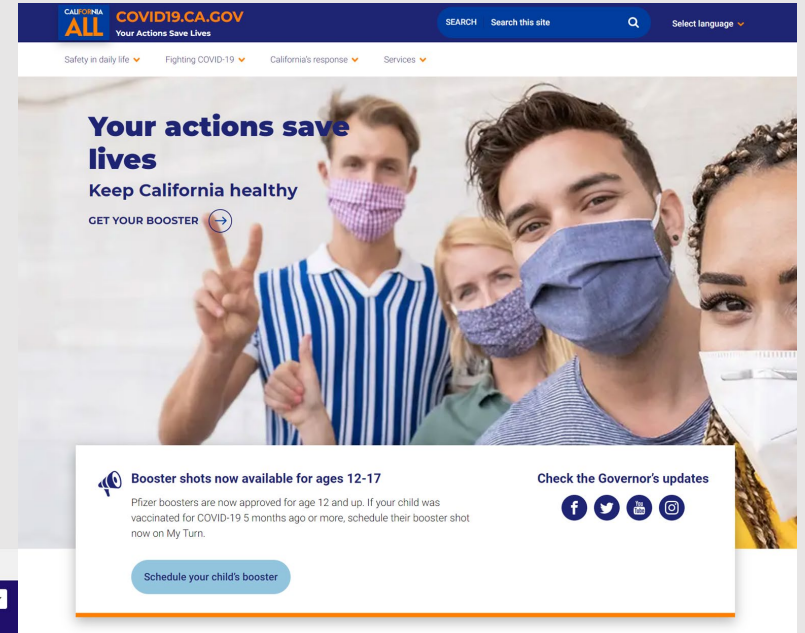 CALIFORNIA
ALL
COVID19.CA.GOV
Your Actions Save Lives
SEARCH Search this site
Select language
Safety in daily life Fighting COVID-19 California's response Services
Your actions save
lives
Keep California healthy
GET YOUR BOOSTER
Booster shots now available for ages 12-17
Pfizer boosters are now approved for age 12 and up. If your child was
vaccinated for COVID-19 5 months ago or more, schedule their booster shot
now on My Turn.
Schedule your child's booster
Check the Governor's updates
f
You
Tube